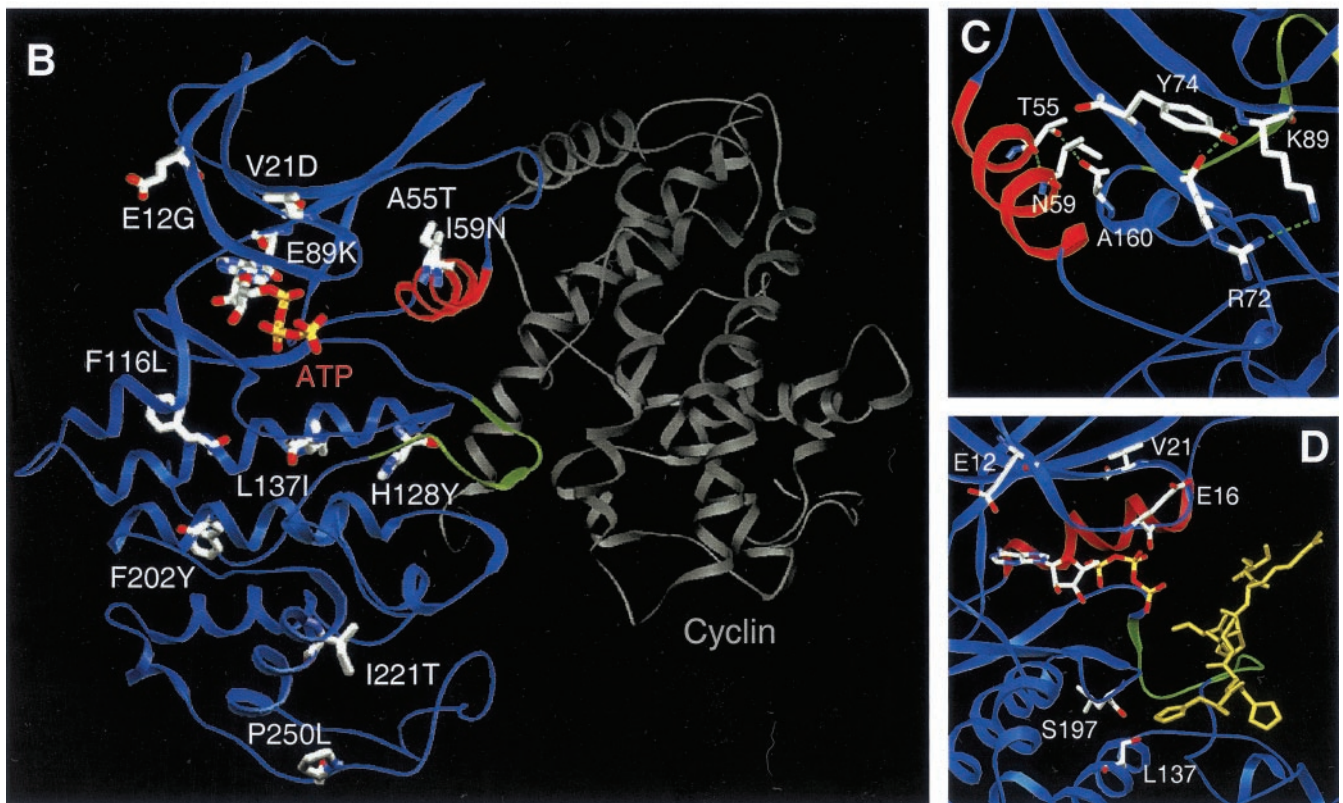 B
V21D
E12G
A55T
I59N
E89K
F116L
ATP
L137I
H128Y
F202Y
Cyclin
I221T
P250L
C
Y74
T55
K89
N59
A160
R72
D
V21
E12
E16
S197
L137